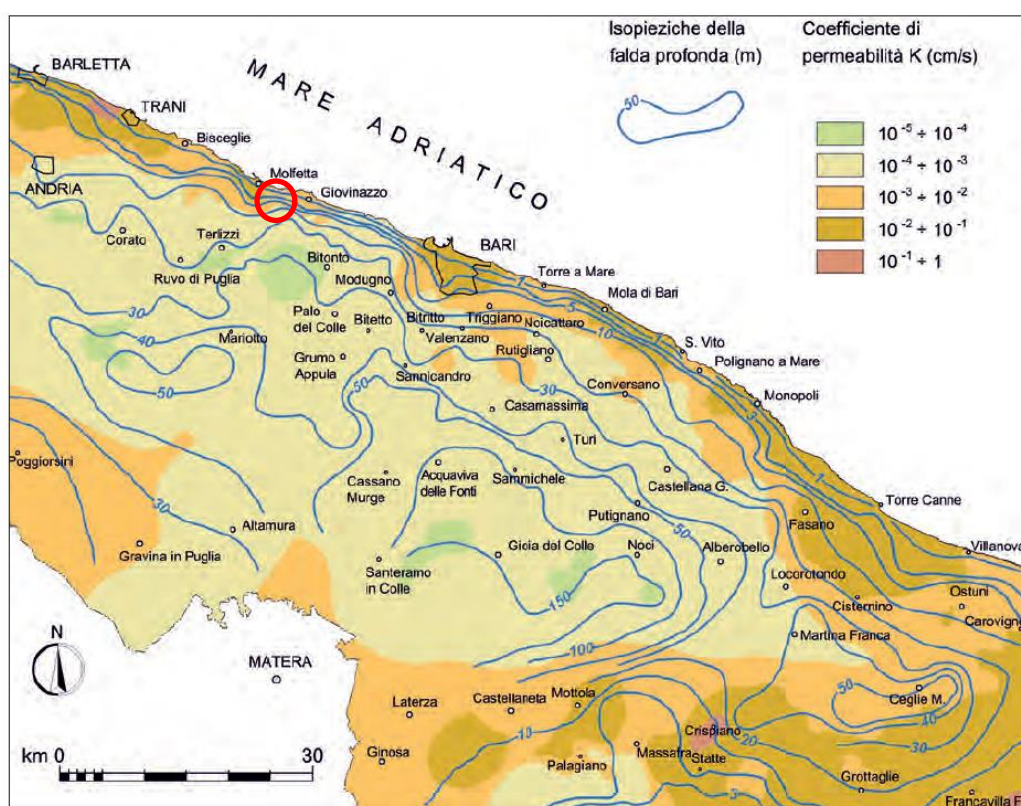 Isopieziche della
falda profonda (m)
50
Coefficiente di
permeabilità K (cm/s)
10⁻⁵ ÷ 10⁻⁴
10⁻⁴ ÷ 10⁻³
10⁻³ ÷ 10⁻²
10⁻² ÷ 10⁻¹
10⁻¹ ÷ 1
MARE ADRIATICO
BARLETTA
TRANI
Bisceglie
Molfetta
Giovinazzo
ANDRIA
Corato
Terlizzi
Ruvo di Puglia
Bitonto
Modugno
BARI
Torre a Mare
Mola di Bari
1
5
10
Palo
del Colle
Bitetto
Bitritto
Valenzano
Triggiano
Noicattaro
Rutigliano
S. Vito
Polignano a Mare
30
40
Mariotto
50
Grumo
Appula
Sannicandro
50
30
Conversano
Monopoli
Casamassima
Turi
Poggiorsini
Cassano
Murge
Acquaviva
delle Fonti
Sammichele
Castellana G.
1
30
Altamura
Gravina in Puglia
Putignano
50
Torre Canne
Fasano
Santeramo
in Colle
Gioia del Colle
Noci
Alberobello
Villanova
150
Locorotondo
Cisternino
Ostuni
Carovigno
100
Martina Franca
N
MATERA
Laterza
Castellaneta
Mottola
50
Ceglie M.
40
10
Crispiano
20
30
km 0
30
Ginosa
Palagiano
Massafra
Statte
Grottaglie
Francavilla F